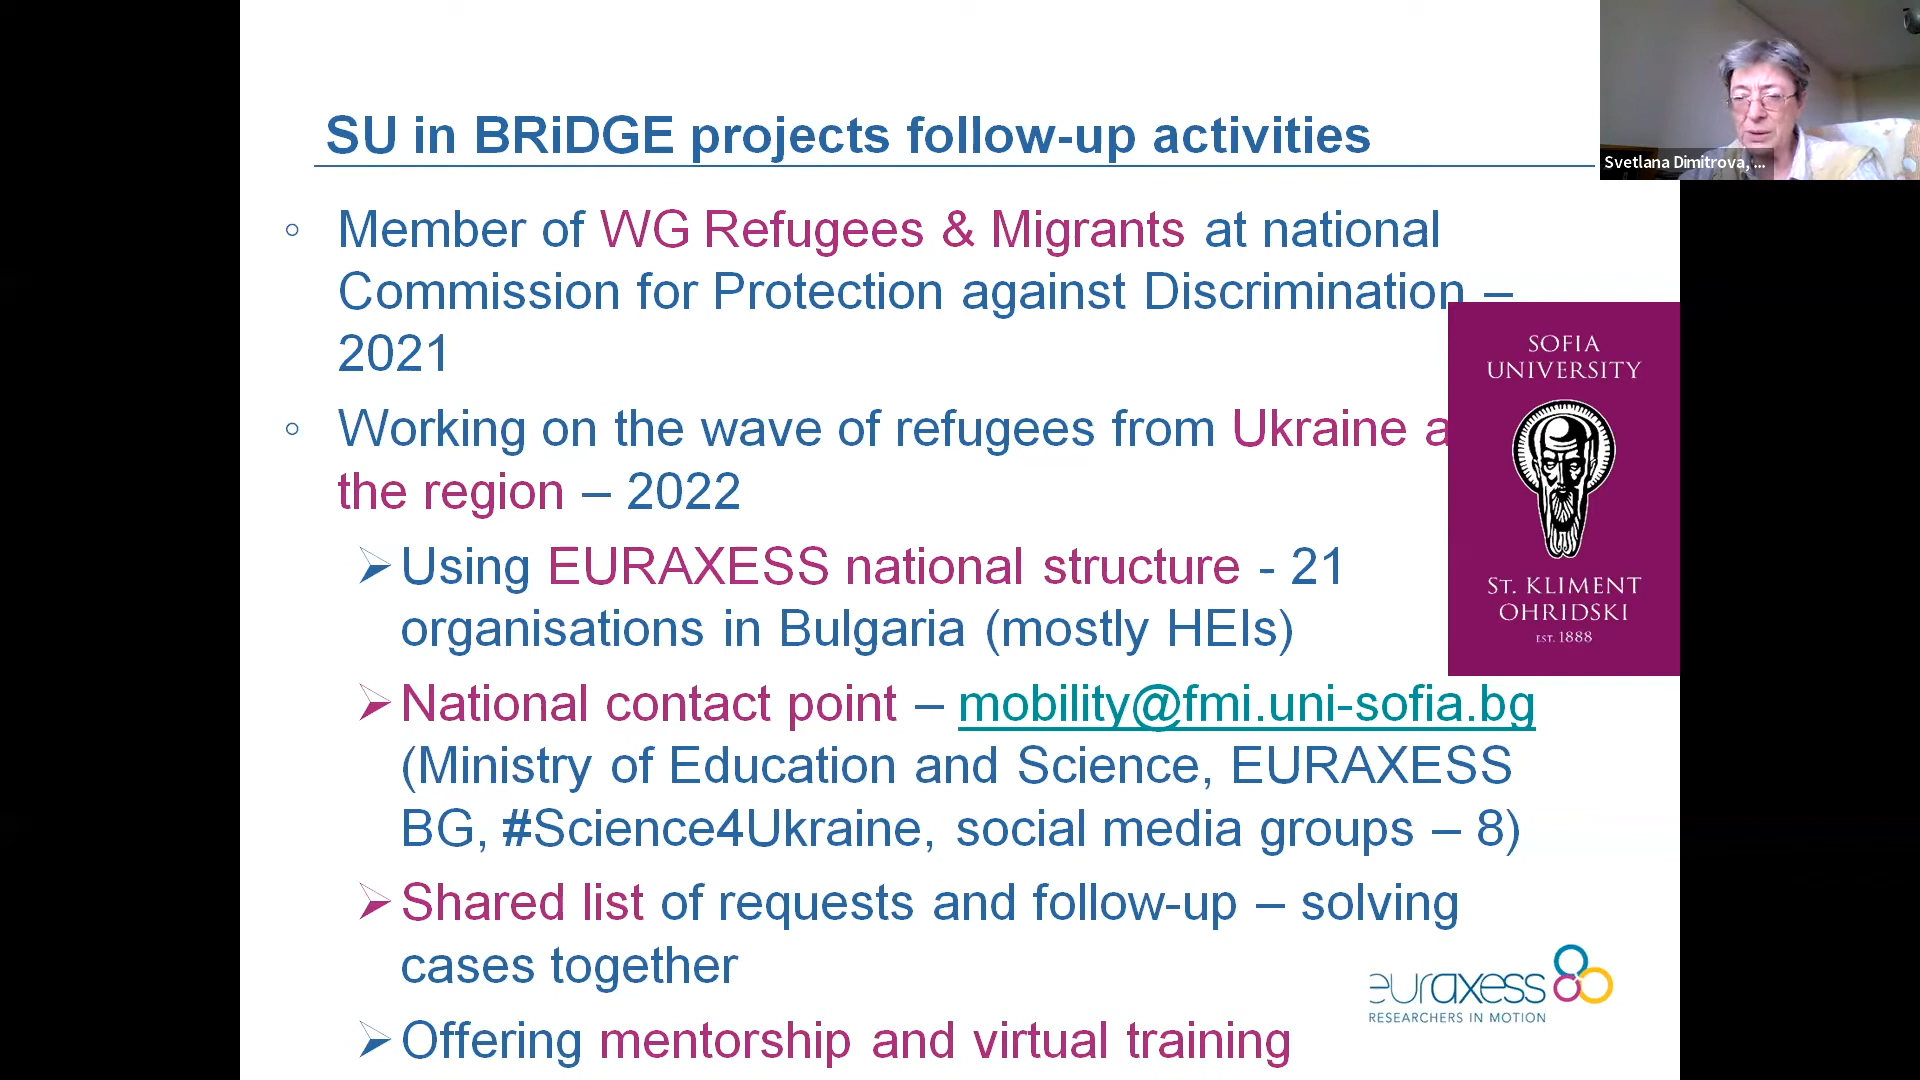 SU in BRiDGE projects follow-up activities
Svetlana Dimitrova, ...
◦ Member of WG Refugees & Migrants at national
Commission for Protection against Discrimination –
2021
◦ Working on the wave of refugees from Ukraine a
the region – 2022
➢ Using EURAXESS national structure - 21
organisations in Bulgaria (mostly HEIs)
➢ National contact point – mobility@fmi.uni-sofia.bg
(Ministry of Education and Science, EURAXESS
BG, #Science4Ukraine, social media groups – 8)
➢ Shared list of requests and follow-up – solving
cases together
➢ Offering mentorship and virtual training
SOFIA
UNIVERSITY
ST. KLIMENT
OHRIDSKI
EST. 1888
euraxess
RESEARCHERS IN MOTION